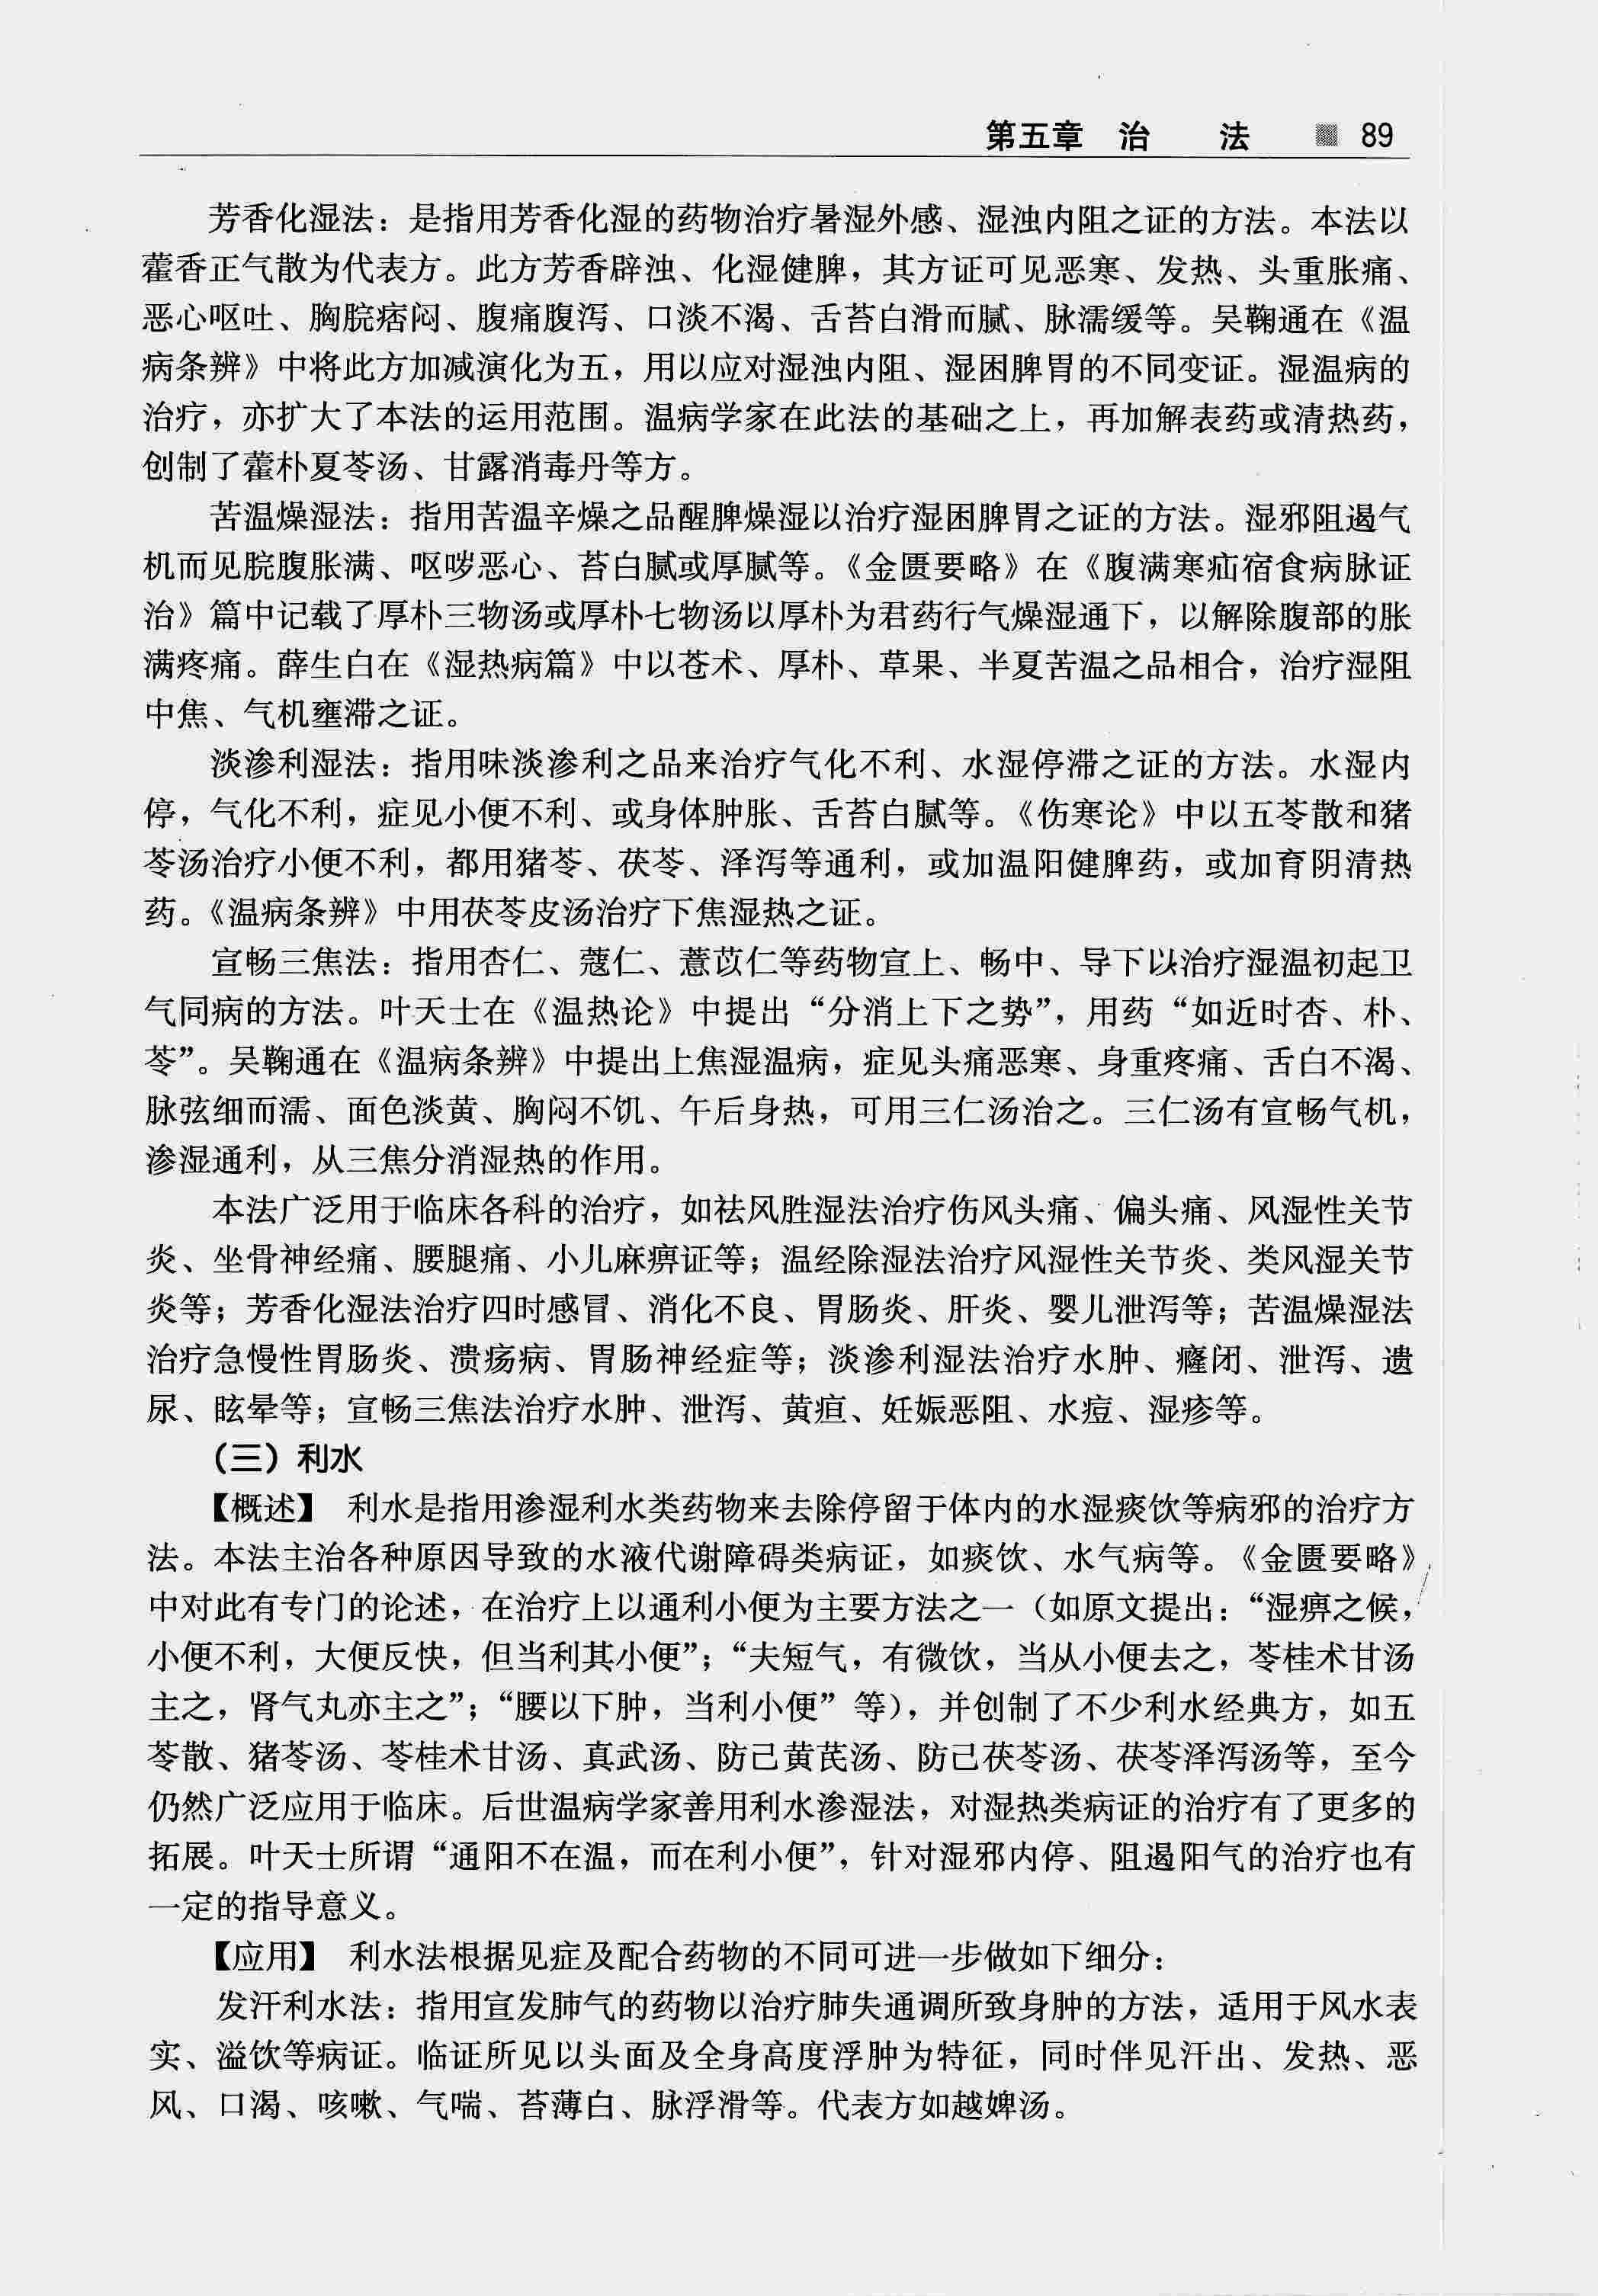 第五章 治 法 89
芳香化湿法：是指用芳香化湿的药物治疗暑湿外感、湿浊内阻之证的方法。本法以
藿香正气散为代表方。此方芳香辟浊、化湿健脾，其方证可见恶寒、发热、头重胀痛、
恶心呕吐、胸脘痞闷、腹痛腹泻、口淡不渴、舌苔白滑而腻、脉濡缓等。吴鞠通在《温
病条辨》中将此方加减演化为五，用以应对湿浊内阻、湿困脾胃的不同变证。湿温病的
治疗，亦扩大了本法的运用范围。温病学家在此法的基础之上，再加解表药或清热药，
创制了藿朴夏苓汤、甘露消毒丹等方。
苦温燥湿法：指用苦温辛燥之品醒脾燥湿以治疗湿困脾胃之证的方法。湿邪阻遏气
机而见脘腹胀满、呕哕恶心、苔白腻或厚腻等。《金匮要略》在《腹满寒疝宿食病脉证
治》篇中记载了厚朴三物汤或厚朴七物汤以厚朴为君药行气燥湿通下，以解除腹部的胀
满疼痛。薛生白在《湿热病篇》中以苍术、厚朴、草果、半夏苦温之品相合，治疗湿阻
中焦、气机壅滞之证。
淡渗利湿法：指用味淡渗利之品来治疗气化不利、水湿停滞之证的方法。水湿内
停，气化不利，症见小便不利、或身体肿胀、舌苔白腻等。《伤寒论》中以五苓散和猪
苓汤治疗小便不利，都用猪苓、茯苓、泽泻等通利，或加温阳健脾药，或加育阴清热
药。《温病条辨》中用茯苓皮汤治疗下焦湿热之证。
宣畅三焦法：指用杏仁、蔻仁、薏苡仁等药物宣上、畅中、导下以治疗湿温初起卫
气同病的方法。叶天士在《温热论》中提出“分消上下之势”，用药“如近时杏、朴、
苓”。吴鞠通在《温病条辨》中提出上焦湿温病，症见头痛恶寒、身重疼痛、舌白不渴、
脉弦细而濡、面色淡黄、胸闷不饥、午后身热，可用三仁汤治之。三仁汤有宣畅气机，
渗湿通利，从三焦分消湿热的作用。
本法广泛用于临床各科的治疗，如祛风胜湿法治疗伤风头痛、偏头痛、风湿性关节
炎、坐骨神经痛、腰腿痛、小儿麻痹证等；温经除湿法治疗风湿性关节炎、类风湿关节
炎等；芳香化湿法治疗四时感冒、消化不良、胃肠炎、肝炎、婴儿泄泻等；苦温燥湿法
治疗急慢性胃肠炎、溃疡病、胃肠神经症等；淡渗利湿法治疗水肿、癃闭、泄泻、遗
尿、眩晕等；宣畅三焦法治疗水肿、泄泻、黄疸、妊娠恶阻、水痘、湿疹等。
（三）利水
【概述】 利水是指用渗湿利水类药物来去除停留于体内的水湿痰饮等病邪的治疗方
法。本法主治各种原因导致的水液代谢障碍类病证，如痰饮、水气病等。《金匮要略》
中对此有专门的论述，在治疗上以通利小便为主要方法之一（如原文提出：“湿痹之候，
小便不利，大便反快，但当利其小便”；“夫短气，有微饮，当从小便去之，苓桂术甘汤
主之，肾气丸亦主之”；“腰以下肿，当利小便”等），并创制了不少利水经典方，如五
苓散、猪苓汤、苓桂术甘汤、真武汤、防己黄芪汤、防己茯苓汤、茯苓泽泻汤等，至今
仍然广泛应用于临床。后世温病学家善用利水渗湿法，对湿热类病证的治疗有了更多的
拓展。叶天士所谓“通阳不在温，而在利小便”，针对湿邪内停、阻遏阳气的治疗也有
一定的指导意义。
【应用】 利水法根据见症及配合药物的不同可进一步做如下细分：
发汗利水法：指用宣发肺气的药物以治疗肺失通调所致身肿的方法，适用于风水表
实、溢饮等病证。临证所见以头面及全身高度浮肿为特征，同时伴见汗出、发热、恶
风、口渴、咳嗽、气喘、苔薄白、脉浮滑等。代表方如越婢汤。